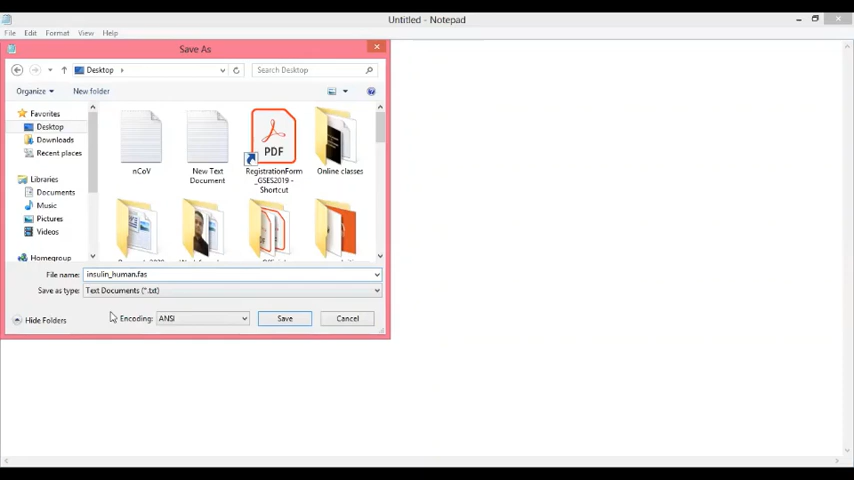 Untitled - Notepad
File Edit Format View Help
Save As
Desktop
Search Desktop
Organize
New folder
Favorites
Desktop
Downloads
Recent places
Libraries
Documents
Music
Pictures
Videos
Homegroup
nCoV
New Text
Document
PDF
RegistrationForm
_GSES2019 -
Shortcut
Online classes
File name: insulin_human.fas
Save as type: Text Documents (*.txt)
Hide Folders
Encoding: ANSI
Save
Cancel